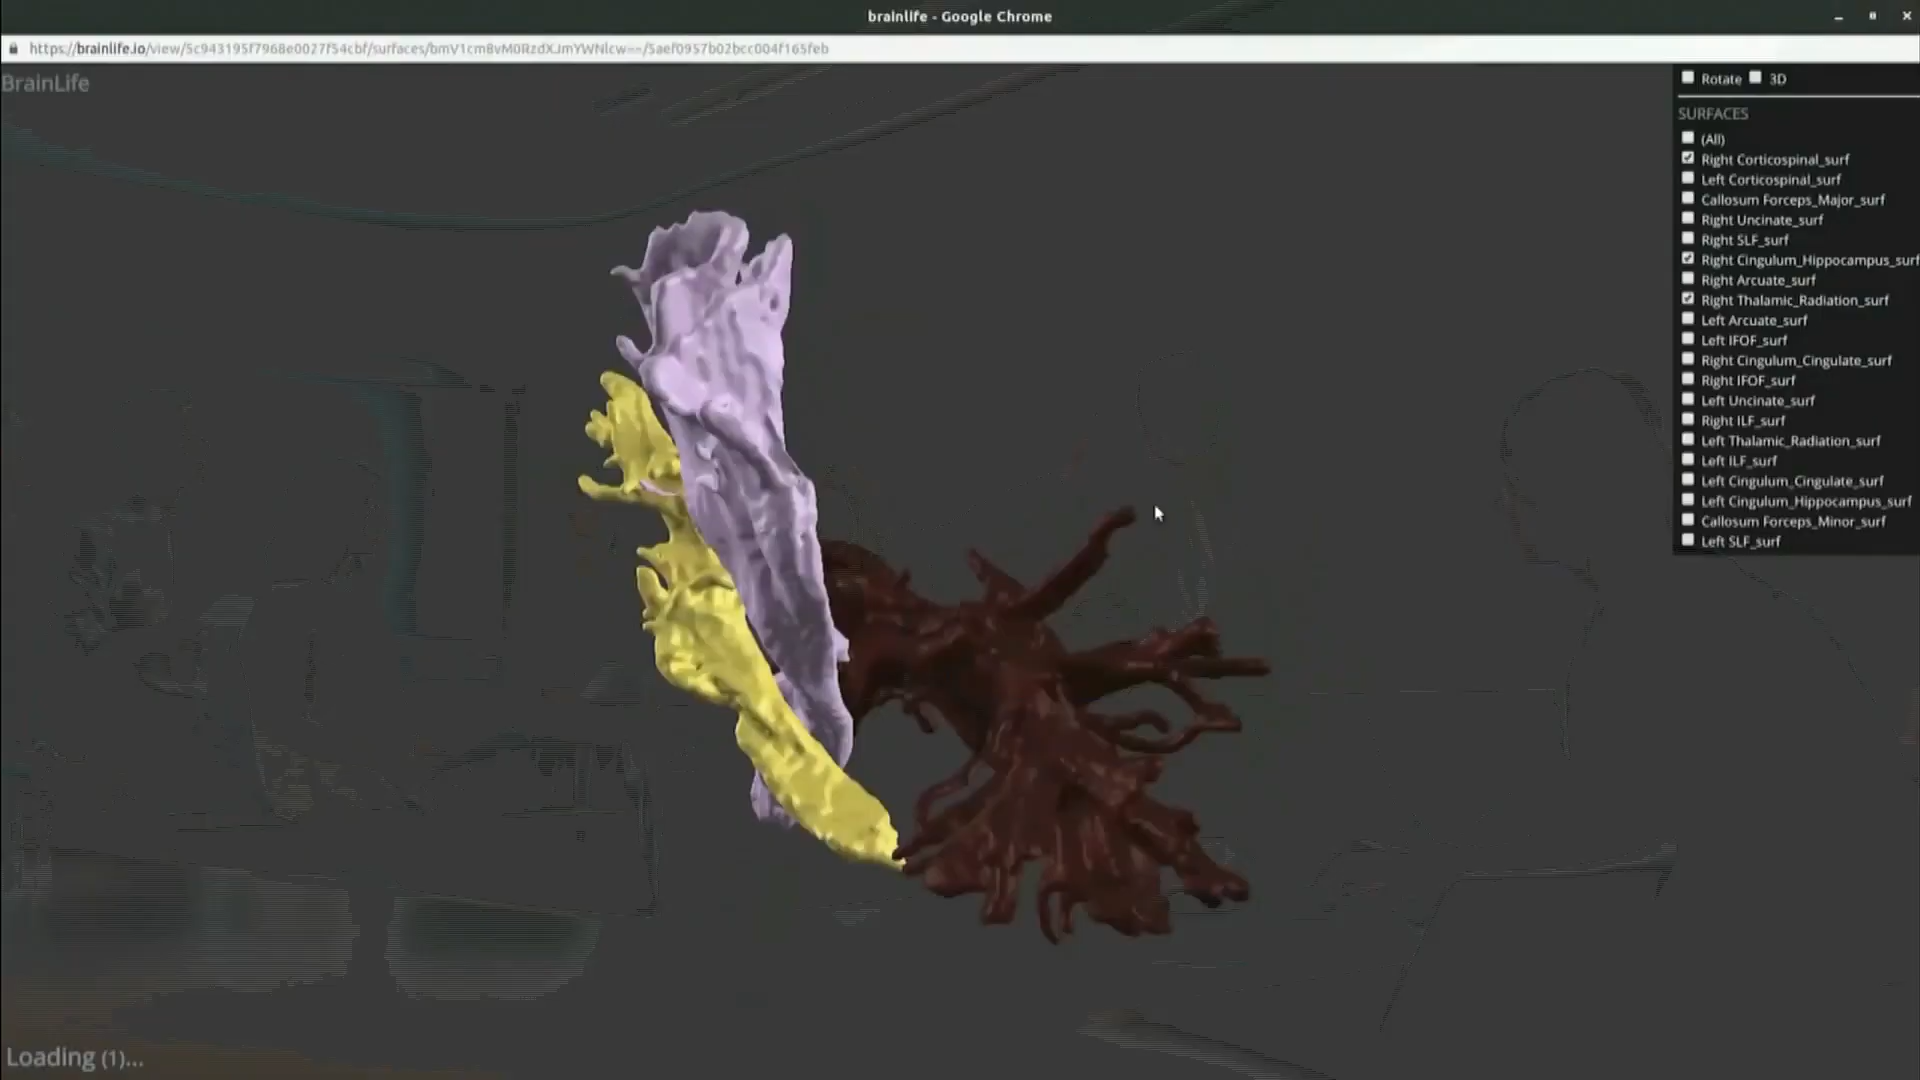 brainlife - Google Chrome
https://brainlife.io/view/5c943195f7968e0027f54cbf/surfaces/bmV1cm8vM0RzdXJmYWNlcw==/5aef0957b02bcc004f165feb
BrainLife
Rotate 3D
SURFACES
(All)
Right Corticospinal_surf
Left Corticospinal_surf
Callosum Forceps_Major_surf
Right Uncinate_surf
Right SLF_surf
Right Cingulum_Hippocampus_surf
Right Arcuate_surf
Right Thalamic_Radiation_surf
Left Arcuate_surf
Left IFOF_surf
Right Cingulum_Cingulate_surf
Right IFOF_surf
Left Uncinate_surf
Right ILF_surf
Left Thalamic_Radiation_surf
Left ILF_surf
Left Cingulum_Cingulate_surf
Left Cingulum_Hippocampus_surf
Callosum Forceps_Minor_surf
Left SLF_surf
Loading (1)...